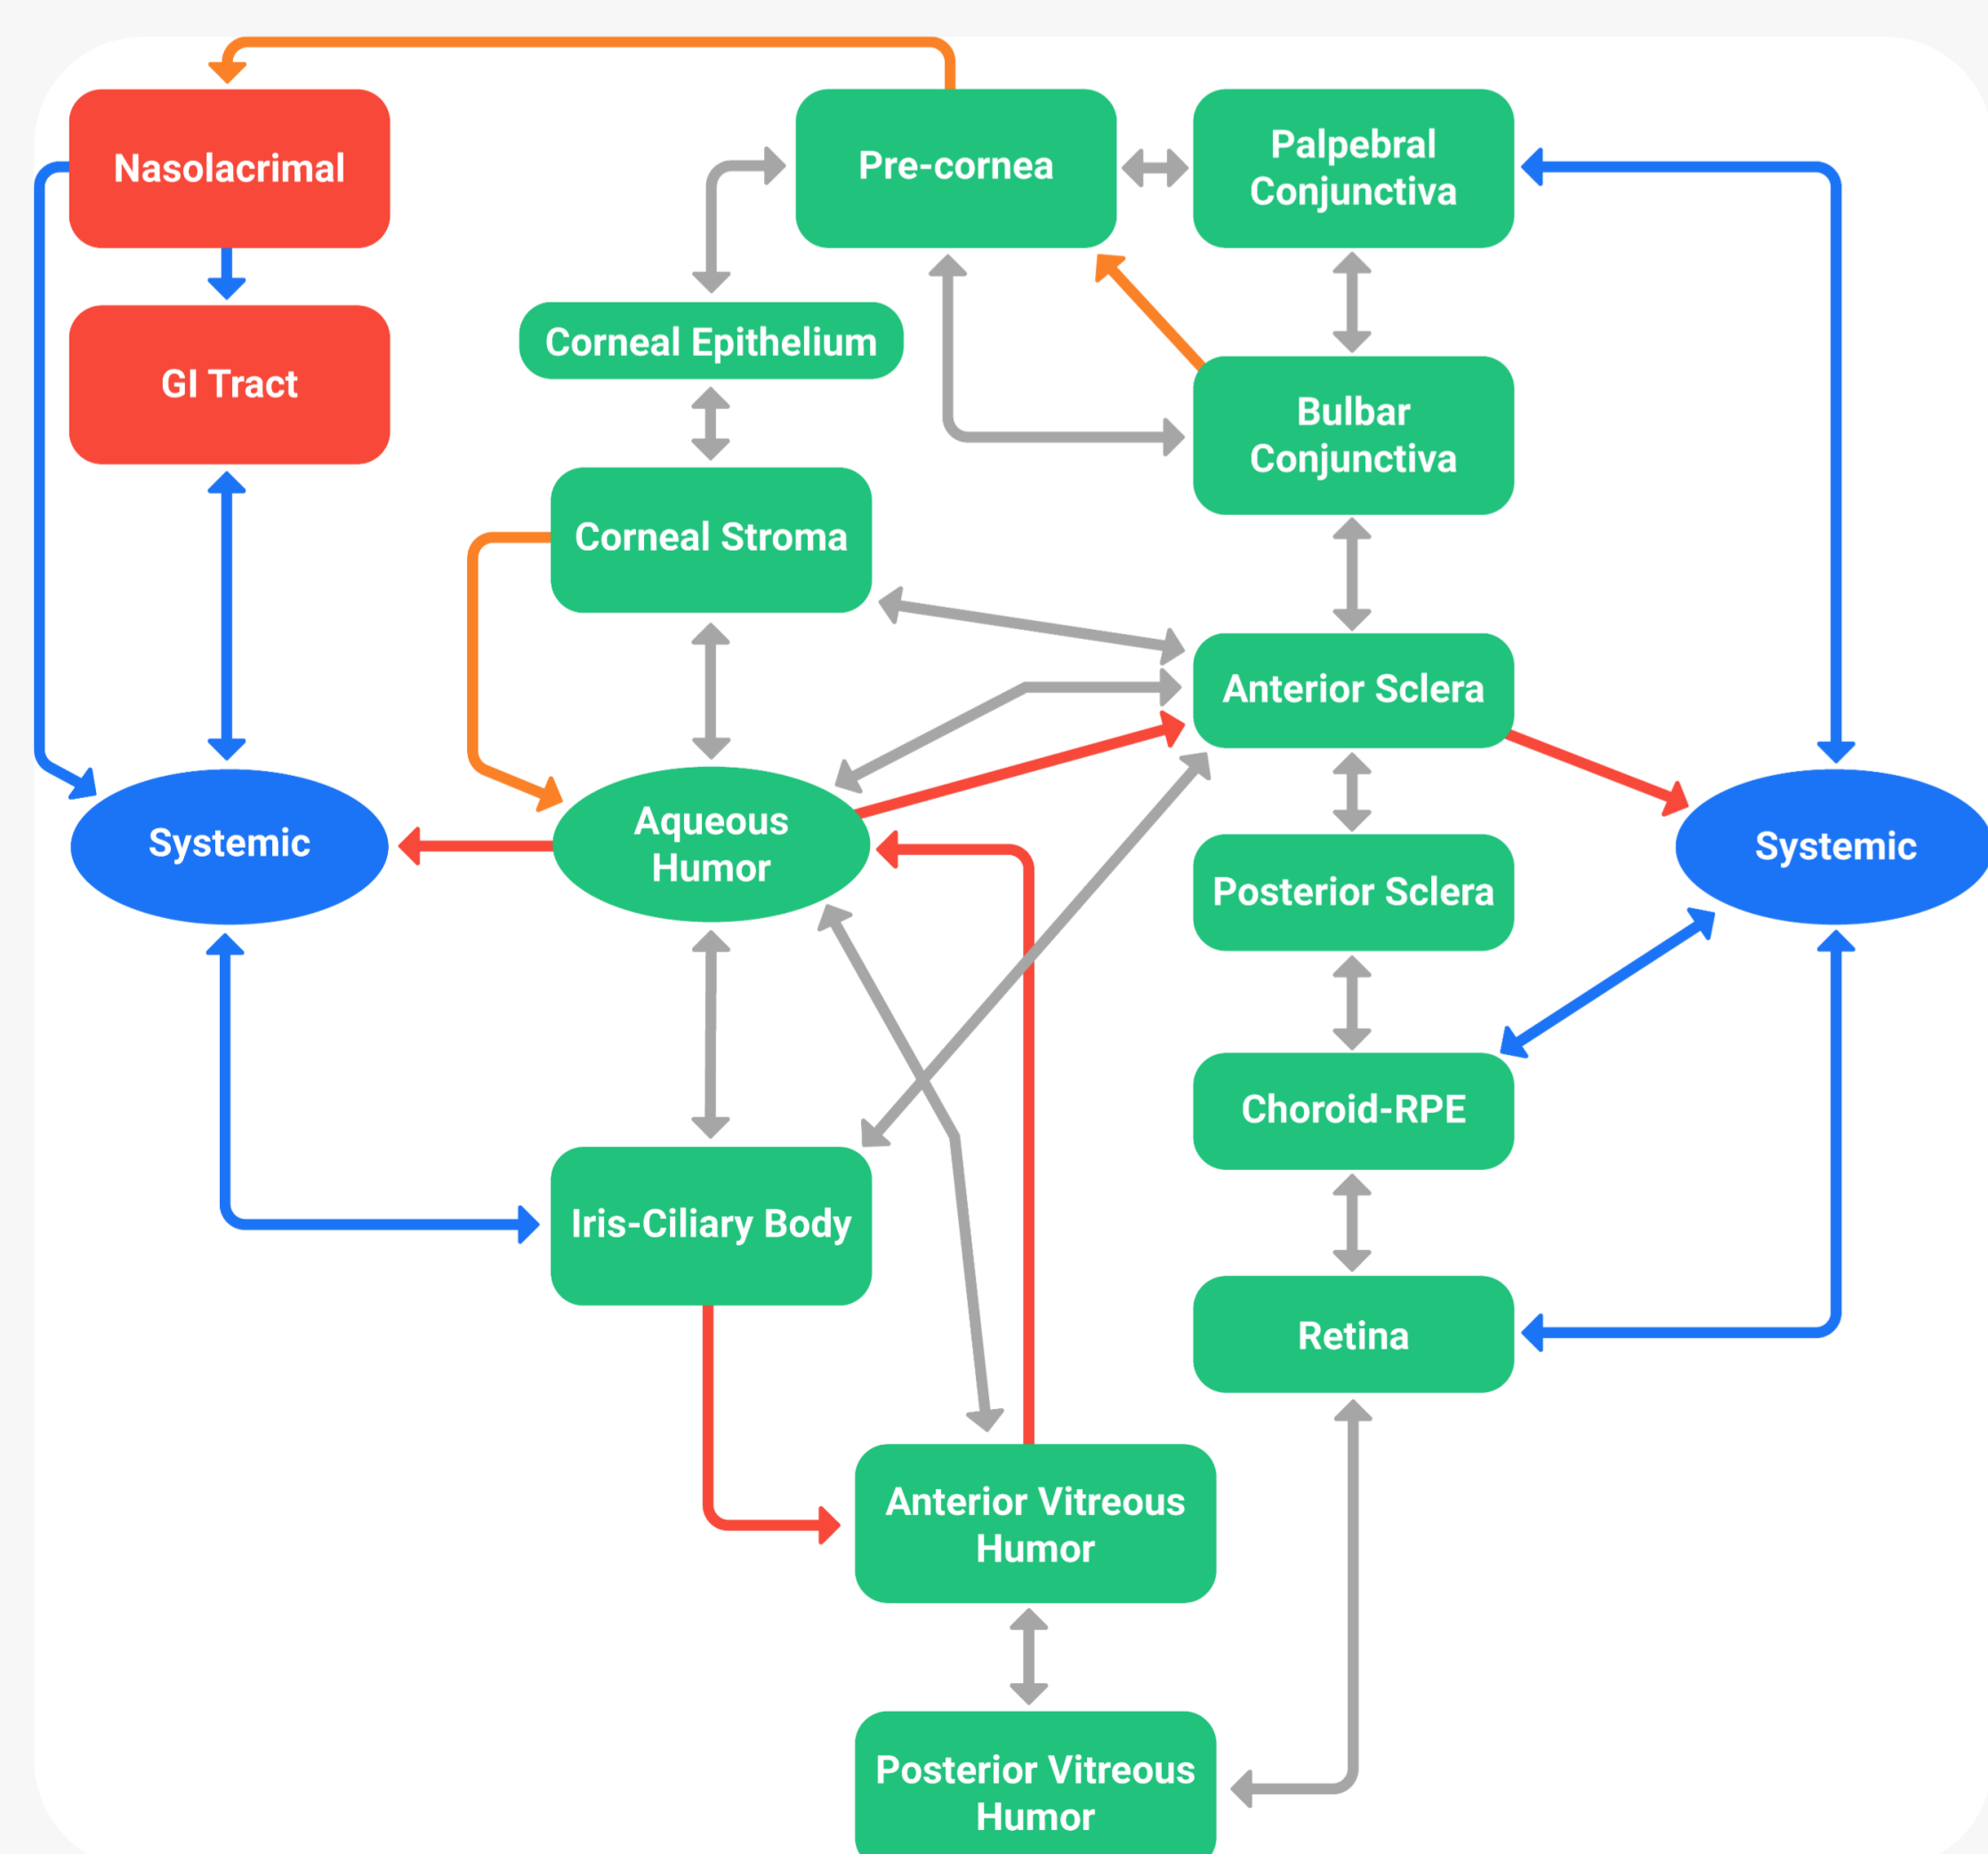 Nasolacrimal
Pre-cornea
Palpebral
Conjunctiva
GI Tract
Corneal Epithelium
Bulbar
Conjunctiva
Corneal Stroma
Anterior Sclera
Systemic
Aqueous
Humor
Posterior Sclera
Systemic
Choroid-RPE
Iris-Ciliary Body
Retina
Anterior Vitreous
Humor
Posterior Vitreous
Humor